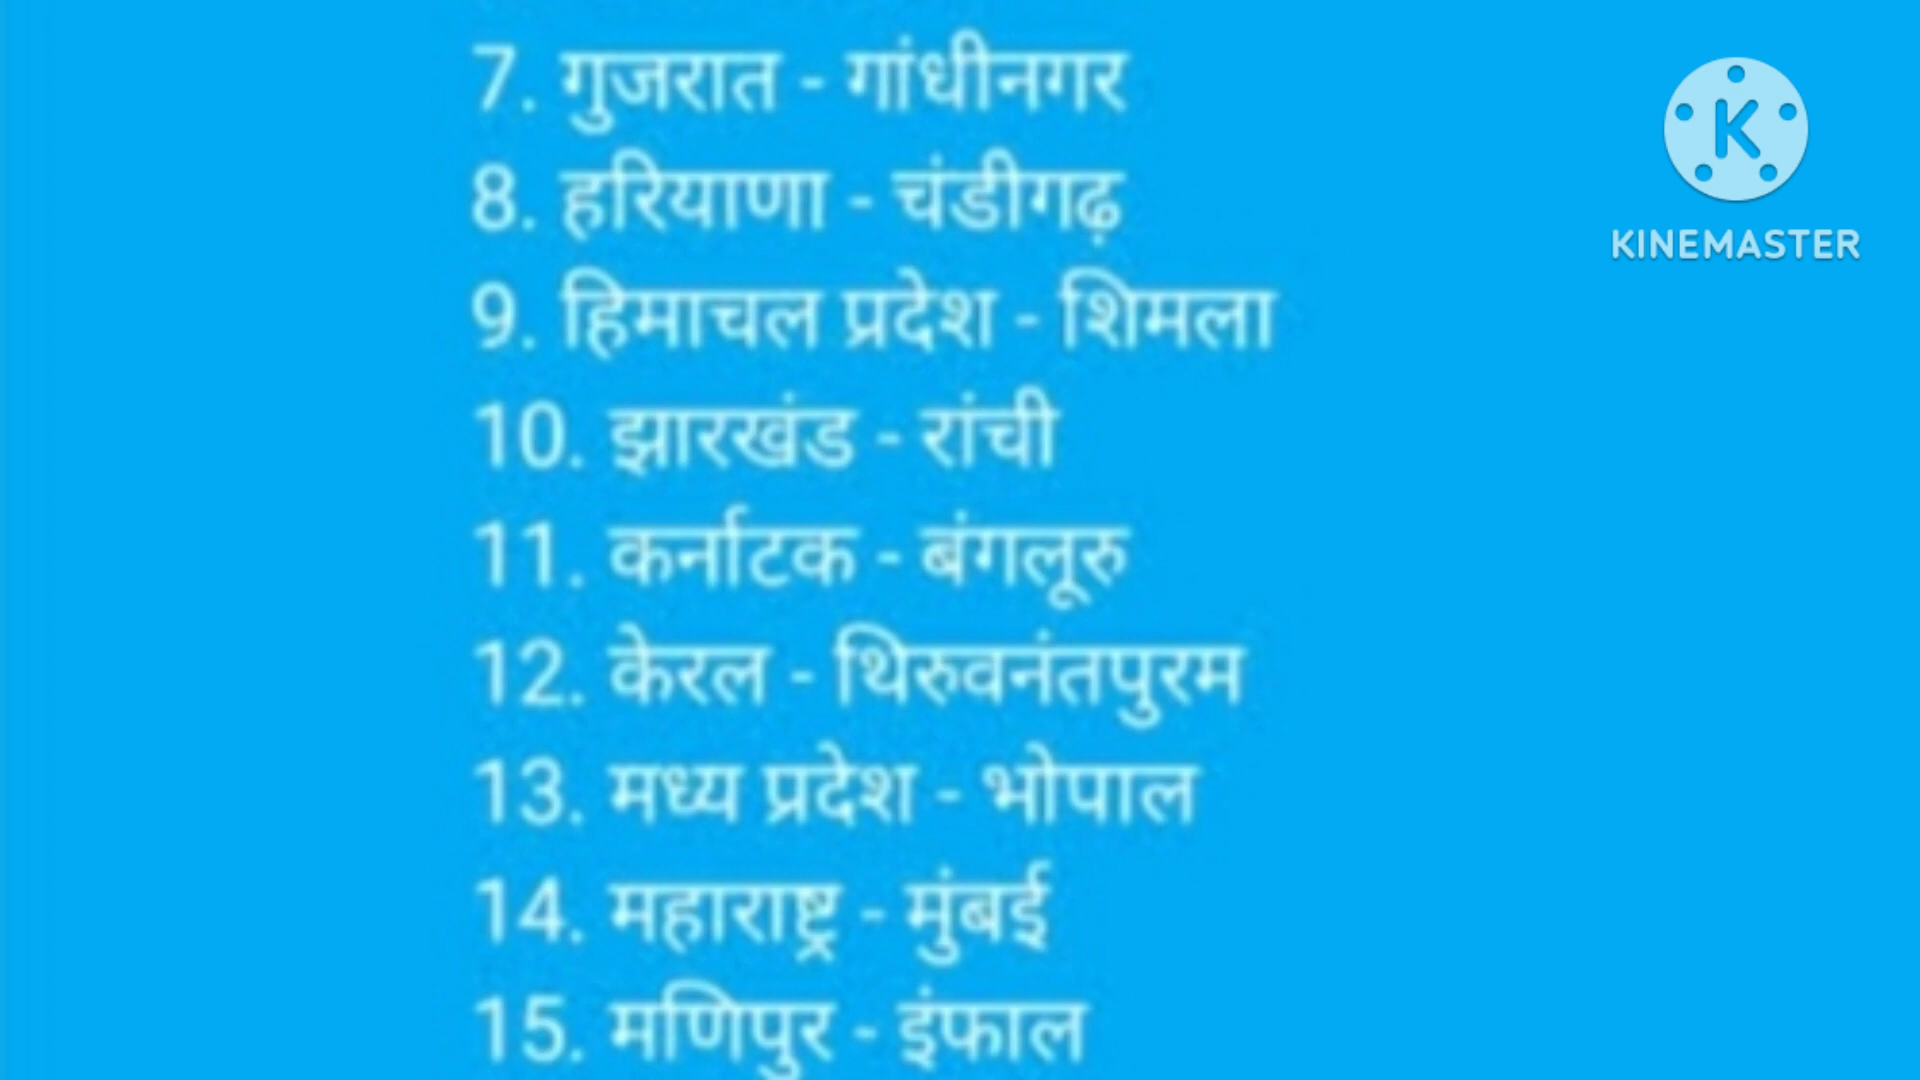 7. गुजरात - गांधीनगर
8. हरियाणा - चंडीगढ़
9. हिमाचल प्रदेश - शिमला
10. झारखंड - रांची
11. कर्नाटक - बंगलूरु
12. केरल - थिरुवनंतपुरम
13. मध्य प्रदेश - भोपाल
14. महाराष्ट्र - मुंबई
15. मणिपुर - इंफाल
K
KINEMASTER